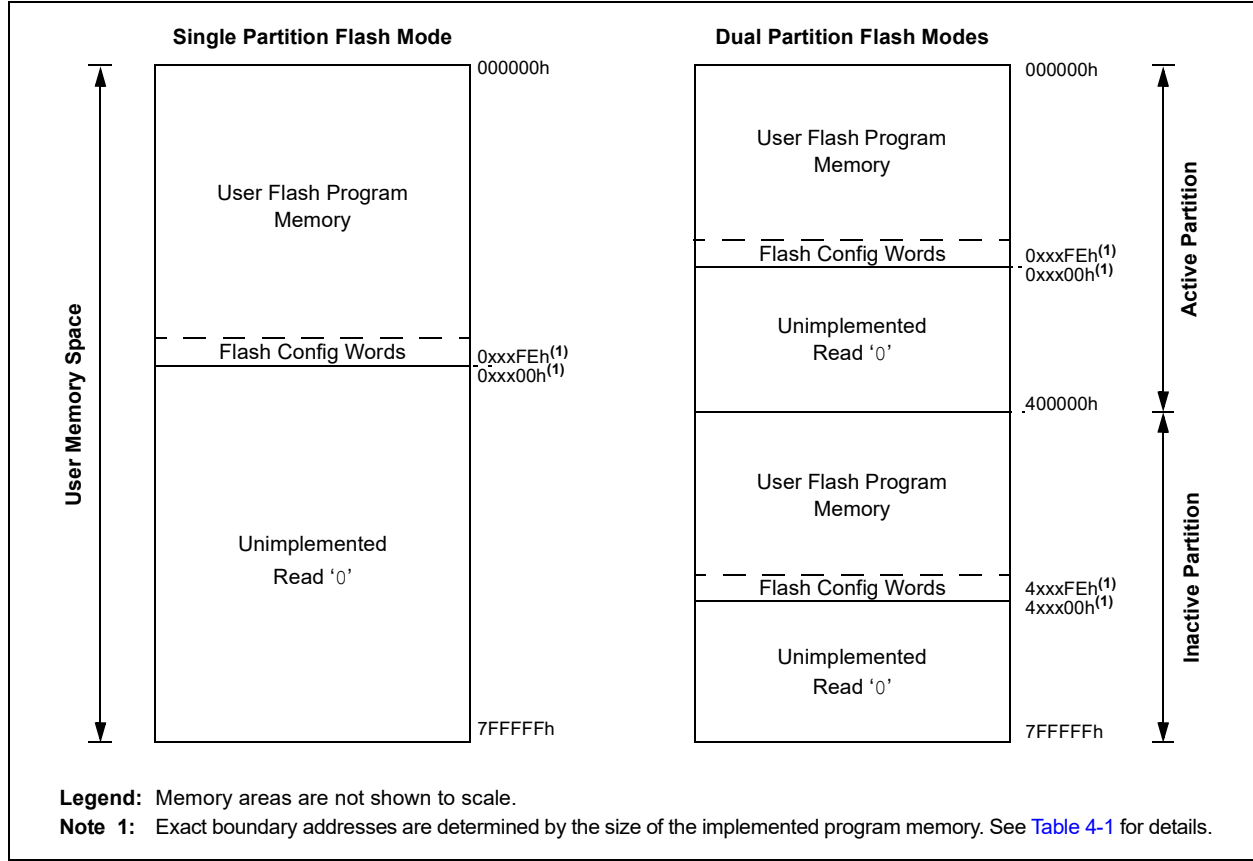 Single Partition Flash Mode
Dual Partition Flash Modes
User Memory Space
000000h
User Flash Program
Memory
Flash Config Words
0xxxFEh(1)
0xxx00h(1)
Unimplemented
Read ‘0’
7FFFFFh
000000h
User Flash Program
Memory
Flash Config Words
0xxxFEh(1)
0xxx00h(1)
Unimplemented
Read ‘0’
Active Partition
400000h
User Flash Program
Memory
Flash Config Words
4xxxFEh(1)
4xxx00h(1)
Unimplemented
Read ‘0’
Inactive Partition
7FFFFFh
Legend: Memory areas are not shown to scale.
Note 1: Exact boundary addresses are determined by the size of the implemented program memory. See Table 4-1 for details.